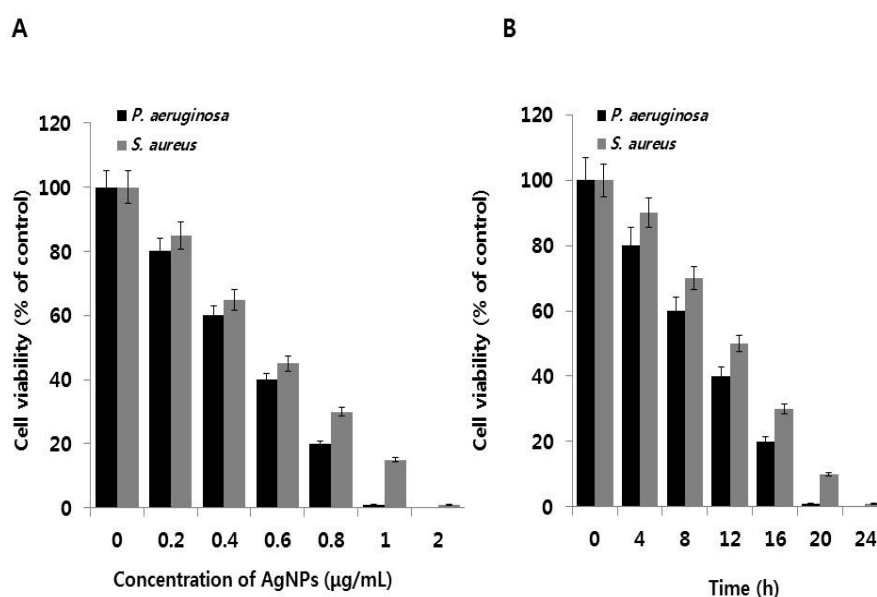 A
P. aeruginosa
S. aureus
120
100
80
60
40
20
0
Cell viability (% of control)
0 0.2 0.4 0.6 0.8 1 2
Concentration of AgNPs (µg/mL)
B
P. aeruginosa
S. aureus
120
100
80
60
40
20
0
Cell viability (% of control)
0 4 8 12 16 20 24
Time (h)